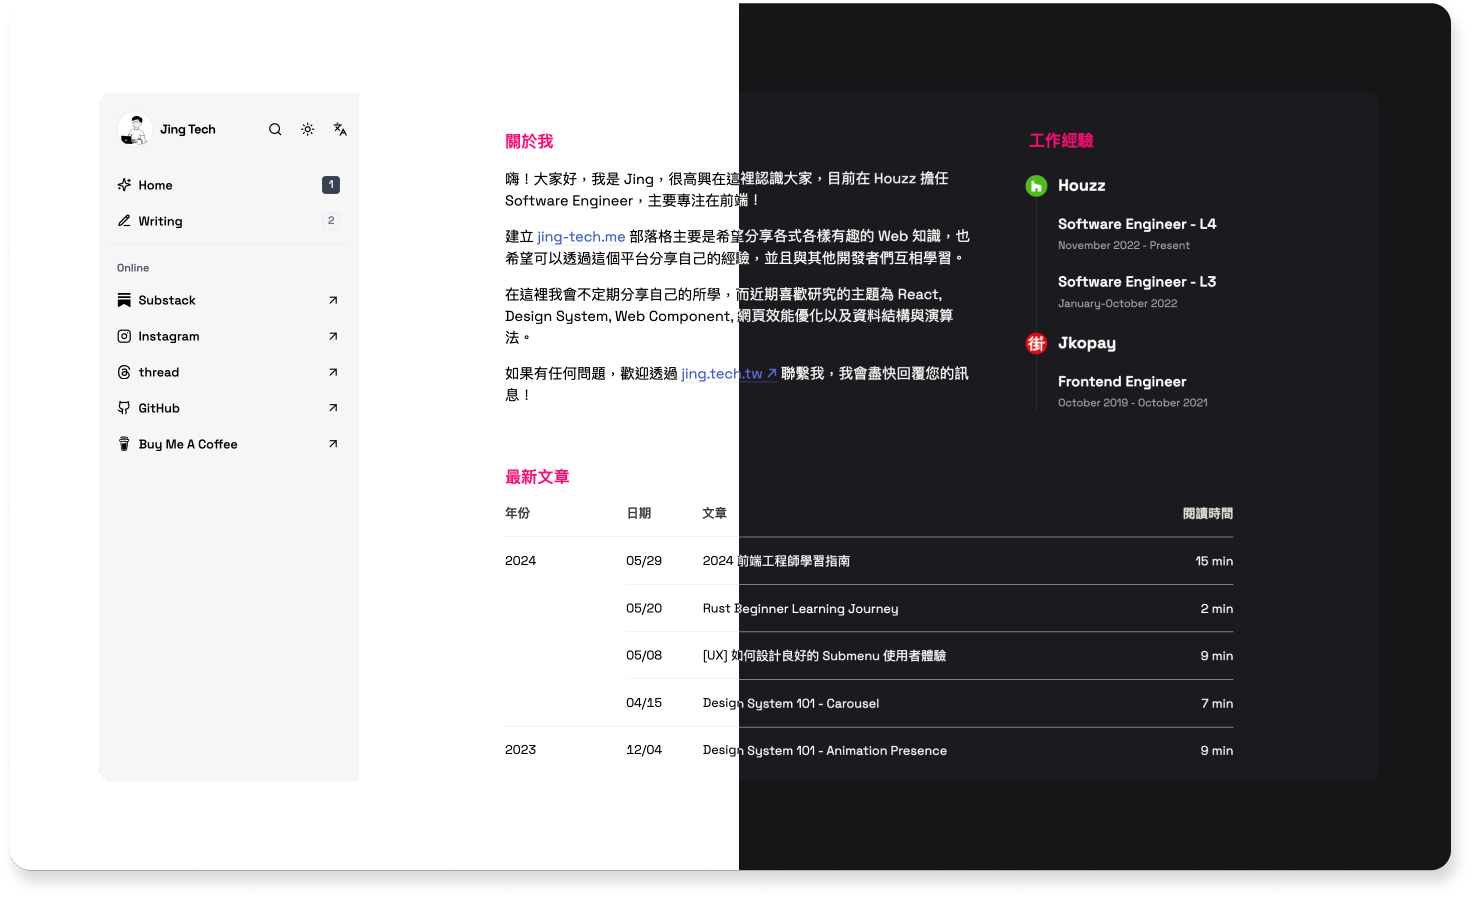 Jing Tech
Home 1
Writing 2
Online
Substack
Instagram
thread
GitHub
Buy Me A Coffee
關於我
嗨！大家好，我是 Jing，很高興在這裡認識大家，目前在 Houzz 擔任
Software Engineer，主要專注在前端！
建立 jing-tech.me 部落格主要是希望分享各式各樣有趣的 Web 知識，也
希望可以透過這個平台分享自己的經驗，並且與其他開發者們互相學習。
在這裡我會不定期分享自己的所學，而近期喜歡研究的主題為 React,
Design System, Web Component, 網頁效能優化以及資料結構與演算
法。
如果有任何問題，歡迎透過 jing.tech.tw 聯繫我，我會盡快回覆您的訊
息！
工作經驗
Houzz
Software Engineer - L4
November 2022 - Present
Software Engineer - L3
January-October 2022
街 Jkopay
Frontend Engineer
October 2019 - October 2021
最新文章
年份 日期 文章 閱讀時間
2024 05/29 2024 前端工程師學習指南 15 min
05/20 Rust Beginner Learning Journey 2 min
05/08 [UX] 如何設計良好的 Submenu 使用者體驗 9 min
04/15 Design System 101 - Carousel 7 min
2023 12/04 Design System 101 - Animation Presence 9 min